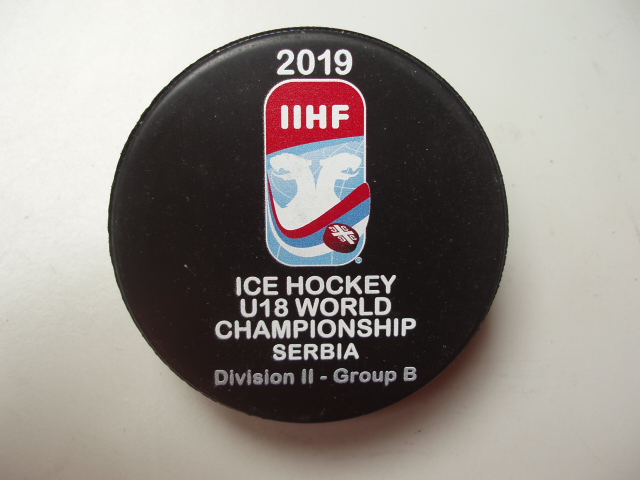 2019
IIHF
ICE HOCKEY
U18 WORLD
CHAMPIONSHIP
SERBIA
Division II - Group B